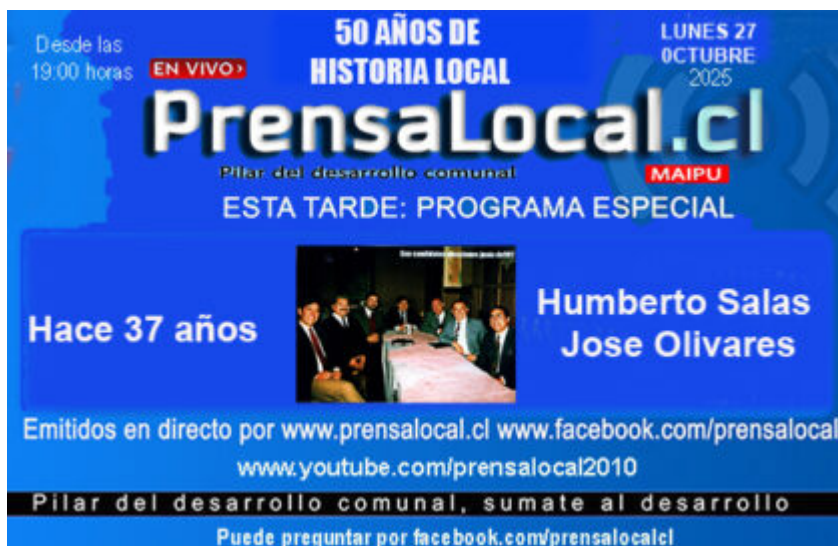 Desde las
19:00 horas
EN VIVO›
50 AÑOS DE
HISTORIA LOCAL
LUNES 27
OCTUBRE
2025
PrensaLocal.cl
Pilar del desarrollo comunal
MAIPU
ESTA TARDE: PROGRAMA ESPECIAL
Hace 37 años
Humberto Salas
Jose Olivares
Emitidos en directo por www.prensalocal.cl www.facebook.com/prensalocal
www.youtube.com/prensalocal2010
Pilar del desarrollo comunal, sumate al desarrollo
Puede preguntar por facebook.com/prensalocalcl